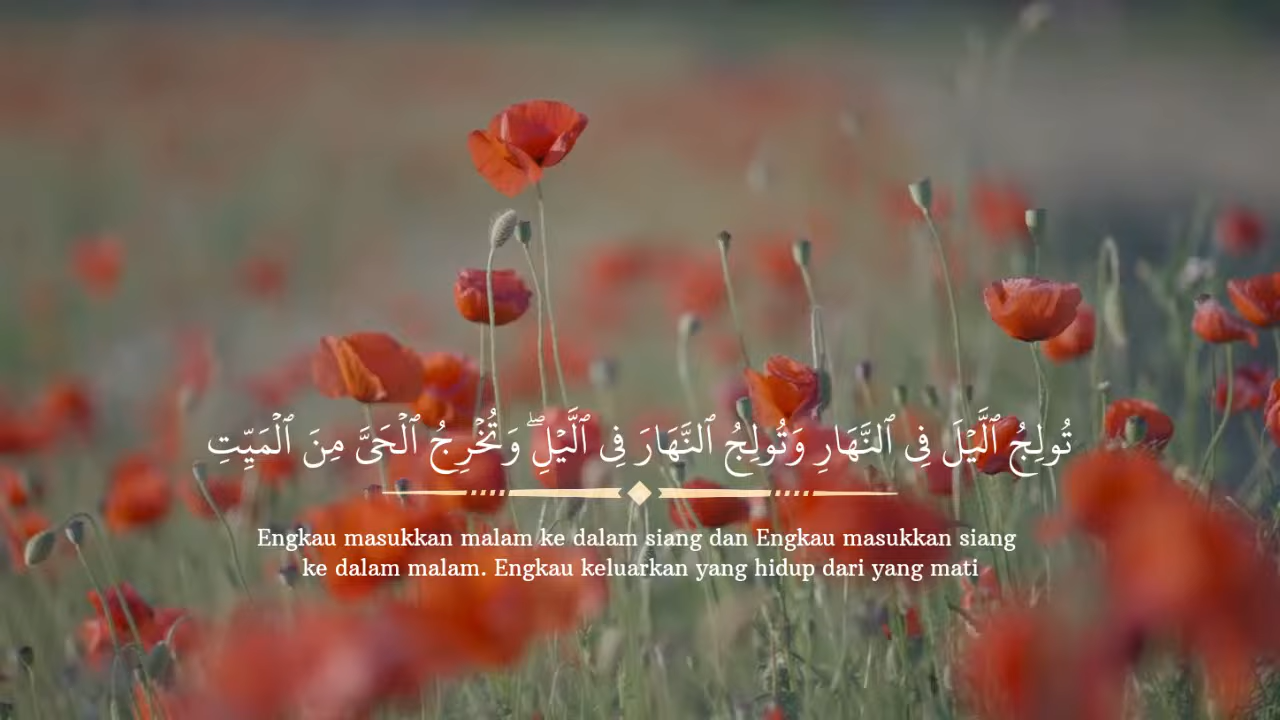 تُولِجُ ٱلَّيْلَ فِى ٱلنَّهَارِ وَتُولِجُ ٱلنَّهَارَ فِى ٱلَّيْلِ ۖ وَتُخْرِجُ ٱلْحَىَّ مِنَ ٱلْمَيِّتِ
Engkau masukkan malam ke dalam siang dan Engkau masukkan siang
ke dalam malam. Engkau keluarkan yang hidup dari yang mati